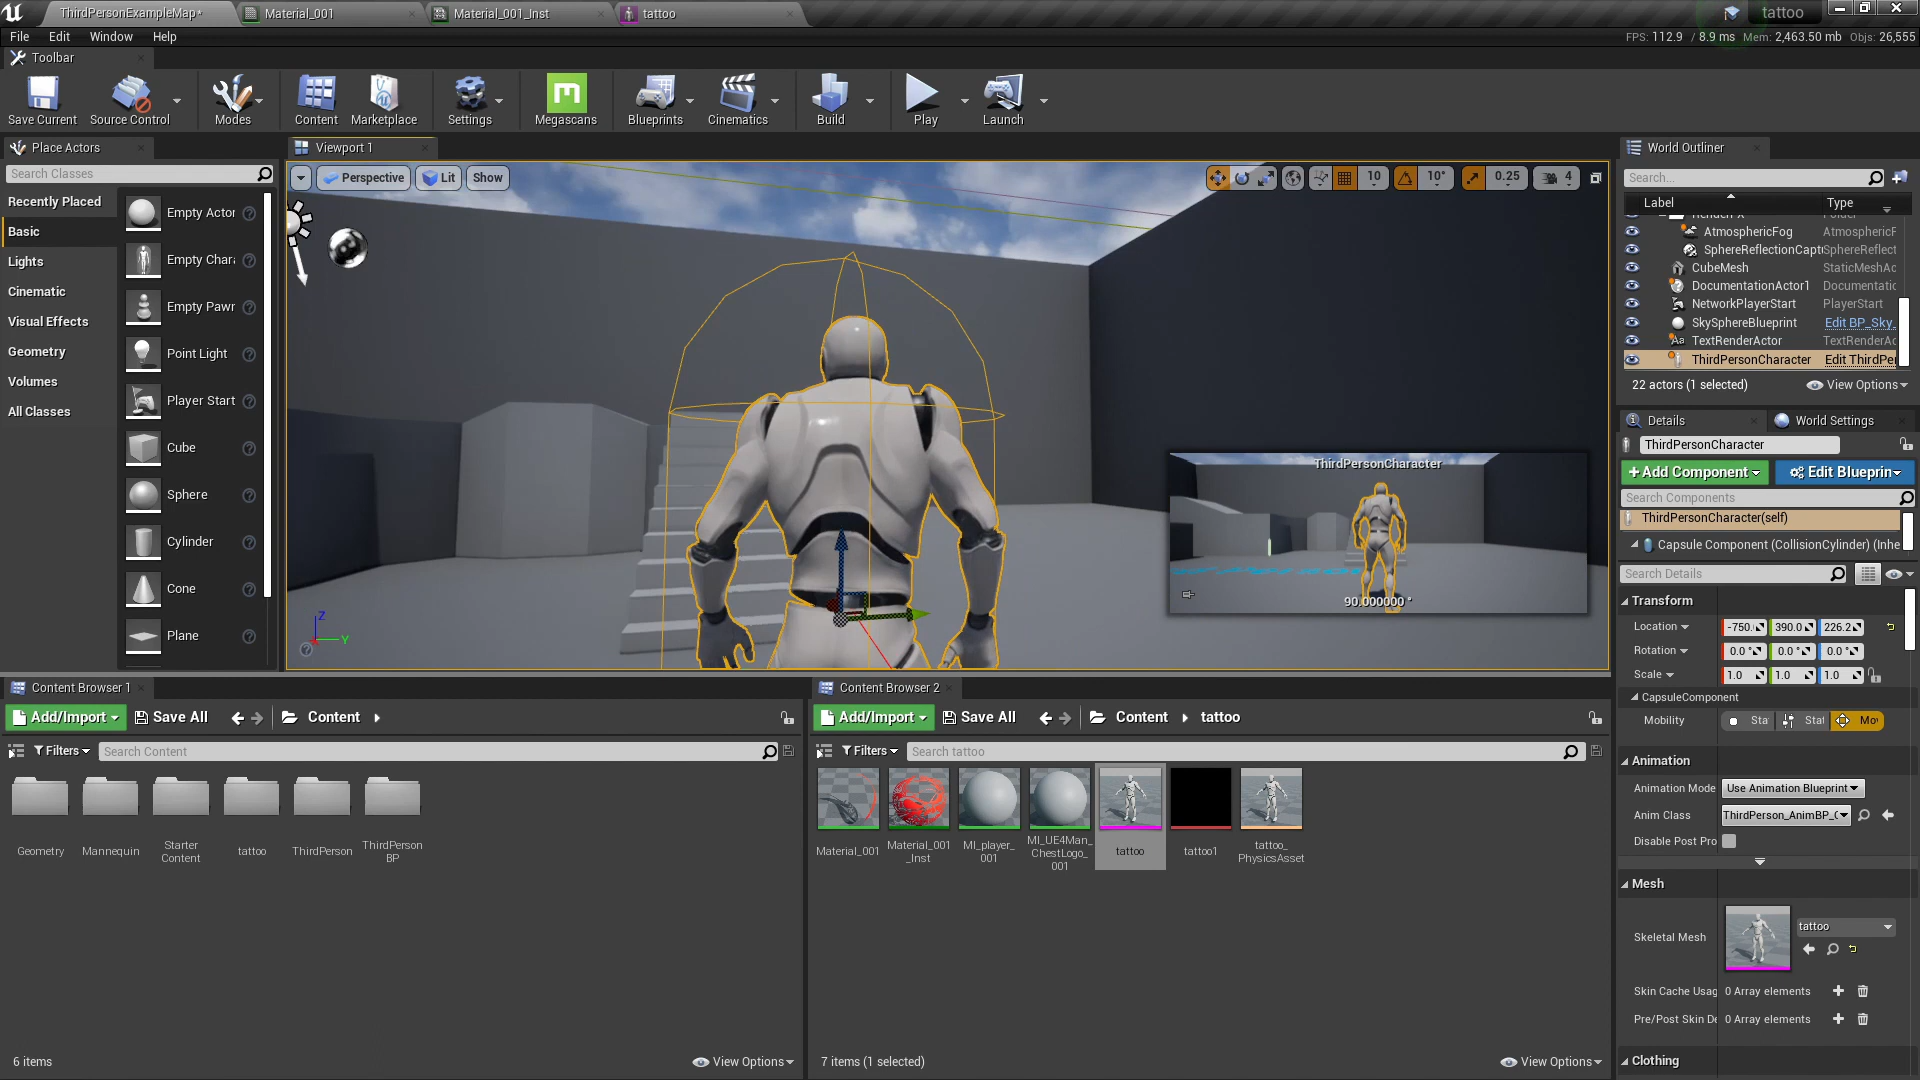 ThirdPersonExampleMap*
Material_001
Material_001_Inst
tattoo
tattoo
File
Edit
Window
Help
FPS: 112.9 / 8.9 ms Mem: 2,463.50 mb Objs: 26,555
Toolbar
Save Current
Source Control
Modes
Content
Marketplace
Settings
Megascans
Blueprints
Cinematics
Build
Play
Launch
Place Actors
Search Classes
Recently Placed
Basic
Lights
Cinematic
Visual Effects
Geometry
Volumes
All Classes
Empty Actor
Empty Chara
Empty Pawn
Point Light
Player Start
Cube
Sphere
Cylinder
Cone
Plane
Viewport 1
Perspective
Lit
Show
10
10°
0.25
4
ThirdPersonCharacter
90.000000 °
Z
Y
World Outliner
Search...
Label
Type
AtmosphericFog
AtmosphericF
SphereReflectionCapt
SphereReflect
CubeMesh
StaticMeshAc
DocumentationActor1
Documentatic
NetworkPlayerStart
PlayerStart
SkySphereBlueprint
Edit BP_Sky_
TextRenderActor
TextRenderAc
ThirdPersonCharacter
Edit ThirdPer
22 actors (1 selected)
View Options
Details
World Settings
ThirdPersonCharacter
+Add Component
Edit Blueprin
Search Components
ThirdPersonCharacter(self)
Capsule Component (CollisionCylinder) (Inhe
Search Details
Transform
Location
-750.
390.0
226.2
Rotation
0.0 °
0.0 °
0.0 °
Scale
1.0
1.0
1.0
CapsuleComponent
Mobility
Sta
Stat
Mov
Animation
Animation Mode
Use Animation Blueprint
Anim Class
ThirdPerson_AnimBP_C
Disable Post Pro
Mesh
Skeletal Mesh
tattoo
Skin Cache Usag
0 Array elements
Pre/Post Skin De
0 Array elements
Clothing
Content Browser 1
Add/Import
Save All
Content
Filters
Search Content
Geometry
Mannequin
Starter
Content
tattoo
ThirdPerson
ThirdPerson
BP
6 items
View Options
Content Browser 2
Add/Import
Save All
Content
tattoo
Filters
Search tattoo
Material_001
Material_001
_Inst
MI_player_
001
MI_UE4Man_
ChestLogo_
001
tattoo
tattoo1
tattoo_
PhysicsAsset
7 items (1 selected)
View Options